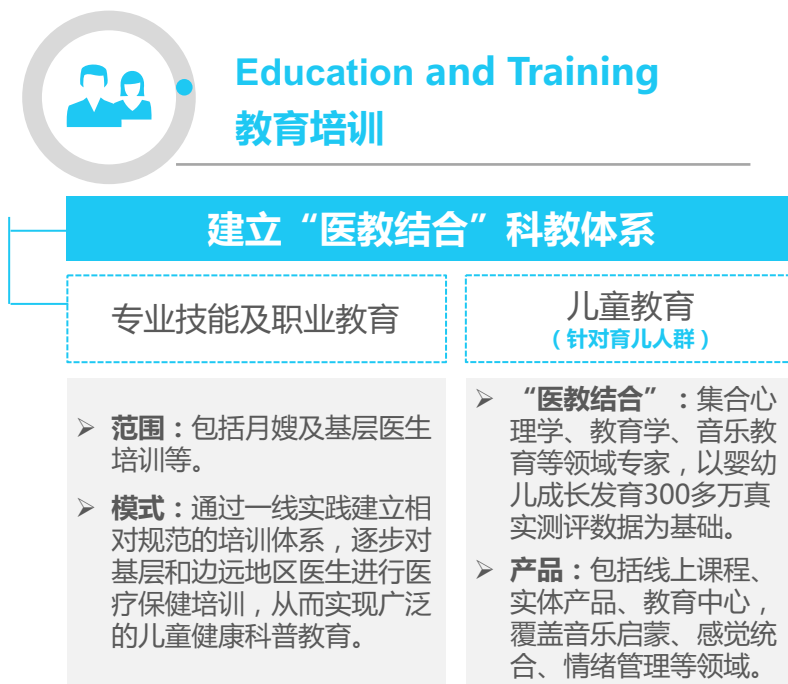 Education and Training
教育培训
建立“医教结合”科教体系
专业技能及职业教育
儿童教育
（针对育儿人群）
➢ 范围：包括月嫂及基层医生
培训等。
➢ 模式：通过一线实践建立相
对规范的培训体系，逐步对
基层和边远地区医生进行医
疗保健培训，从而实现广泛
的儿童健康科普教育。
➢ “医教结合”：集合心
理学、教育学、音乐教
育等领域专家，以婴幼
儿成长发育300多万真
实测评数据为基础。
➢ 产品：包括线上课程、
实体产品、教育中心，
覆盖音乐启蒙、感觉统
合、情绪管理等领域。